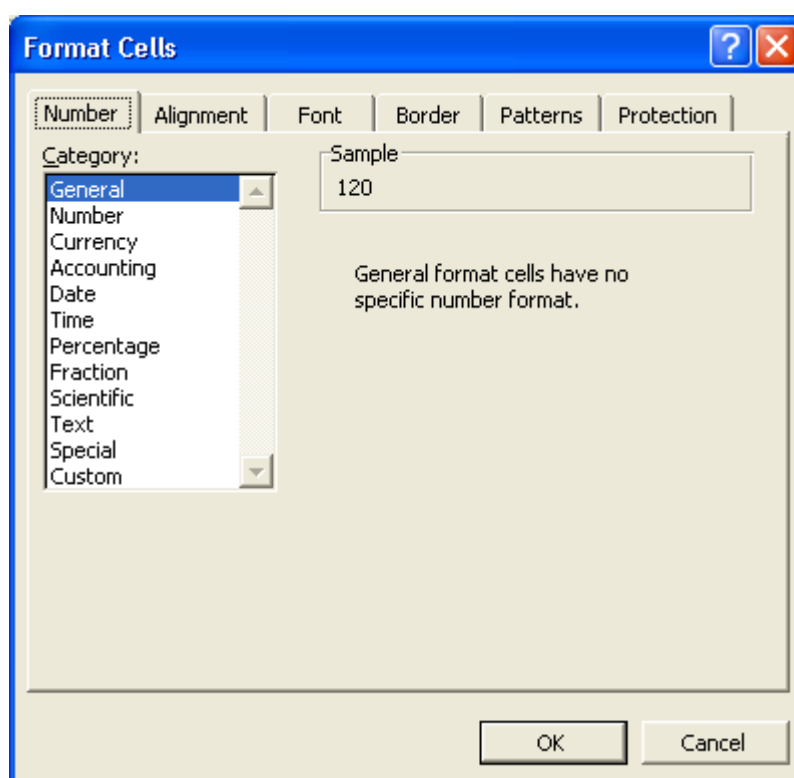 Format Cells
Number Alignment Font Border Patterns Protection
Category:
General
Number
Currency
Accounting
Date
Time
Percentage
Fraction
Scientific
Text
Special
Custom
Sample
120
General format cells have no
specific number format.
OK Cancel